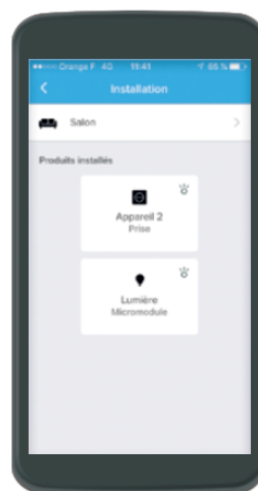 Orange F 4G 11:41 65 %
Installation
Salon
Produits installés
Appareil 2
Prise
Lumière
Micromodule